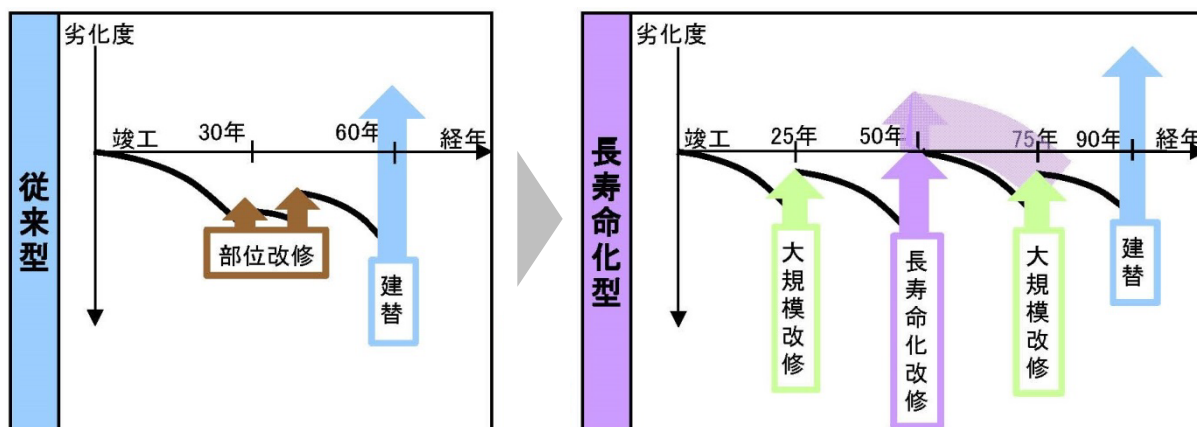 従来型
劣化度
竣工
30年
60年
経年
部位改修
建替
長寿命化型
劣化度
竣工
25年
50年
75年
90年
経年
大規模改修
長寿命化改修
大規模改修
建替